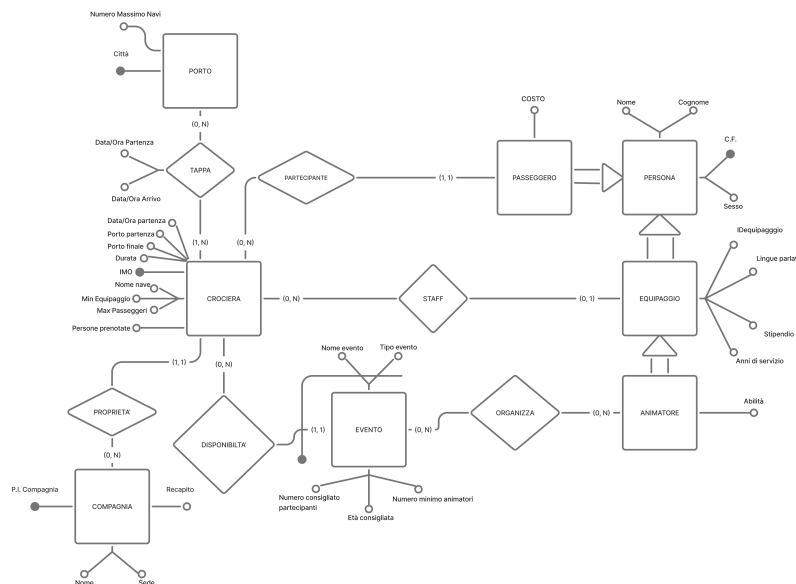 Numero Massimo Navi
Città
PORTO
(0, N)
Data/Ora Partenza
TAPPA
Data/Ora Arrivo
(1, N)
PARTECIPANTE
(0, N)
(1, 1)
COSTO
PASSEGGERO
Nome
Cognome
C.F.
PERSONA
Sesso
Data/Ora partenza
Porto partenza
Porto finale
Durata
IMO
Nome nave
Min Equipaggio
Max Passeggeri
Persone prenotate
CROCIERA
(0, N)
STAFF
(0, 1)
EQUIPAGGIO
IDequipagggio
Lingue parlat
Stipendio
Anni di servizio
(1, 1)
(0, N)
PROPRIETA'
(0, N)
DISPONIBILTA'
(1, 1)
Nome evento
Tipo evento
EVENTO
(0, N)
ORGANIZZA
(0, N)
ANIMATORE
Abilità
Numero consigliato
partecipanti
Età consigliata
Numero minimo animatori
P.I. Compagnia
COMPAGNIA
Recapito
Nome
Sede